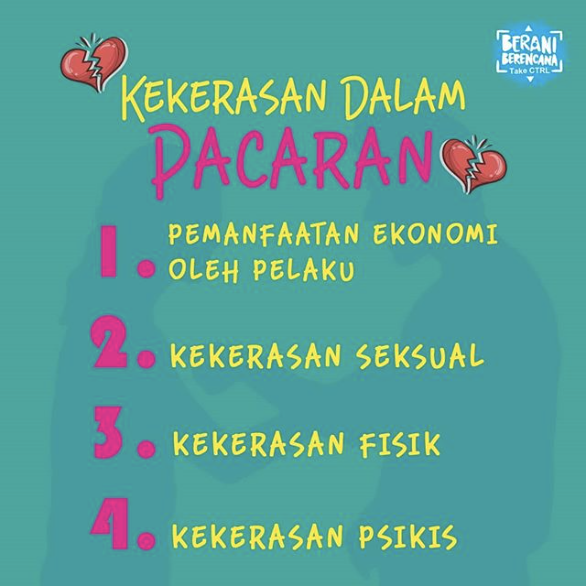 BERANI
BERENCANA
Take CTRL
KEKERASAN DALAM
PACARAN
1. PEMANFAATAN EKONOMI
OLEH PELAKU
2. KEKERASAN SEKSUAL
3. KEKERASAN FISIK
4. KEKERASAN PSIKIS